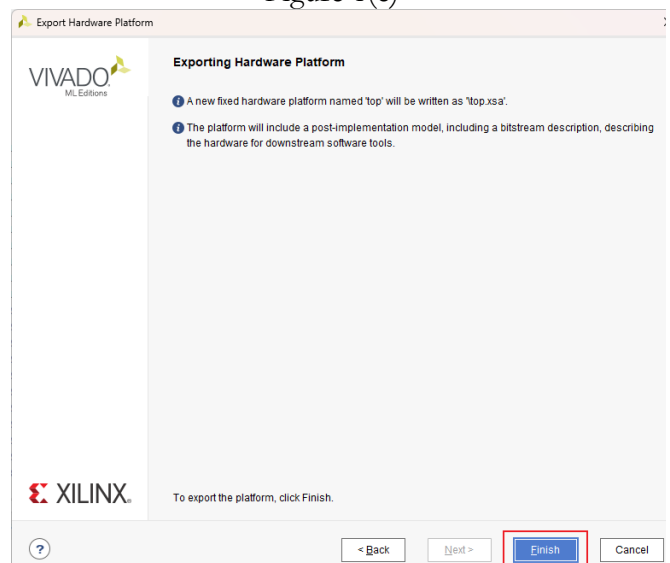 Export Hardware Platform
VIVADO
ML Editions
Exporting Hardware Platform
A new fixed hardware platform named 'top' will be written as '\top.xsa'.
The platform will include a post-implementation model, including a bitstream description, describing
the hardware for downstream software tools.
XILINX
To export the platform, click Finish.
?
< Back
Next >
Finish
Cancel